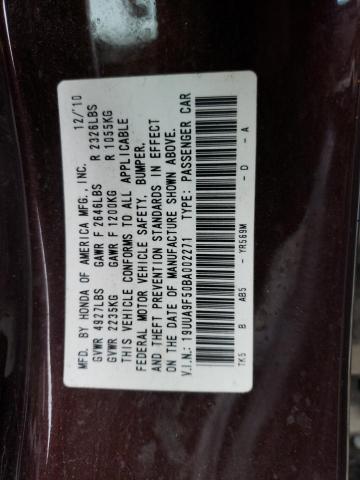 MFD. BY HONDA OF AMERICA MFG., INC. 12/'10
GVWR 4927LBS GAWR F 2646LBS R 2326LBS
GVWR 2235KG GAWR F 1200KG R 1055KG
THIS VEHICLE CONFORMS TO ALL APPLICABLE
FEDERAL MOTOR VEHICLE SAFETY, BUMPER,
AND THEFT PREVENTION STANDARDS IN EFFECT
ON THE DATE OF MANUFACTURE SHOWN ABOVE.
V.I.N.: 19UUA9F50BA002271 TYPE: PASSENGER CAR
TK5 B AB5 - YR569M - D - A